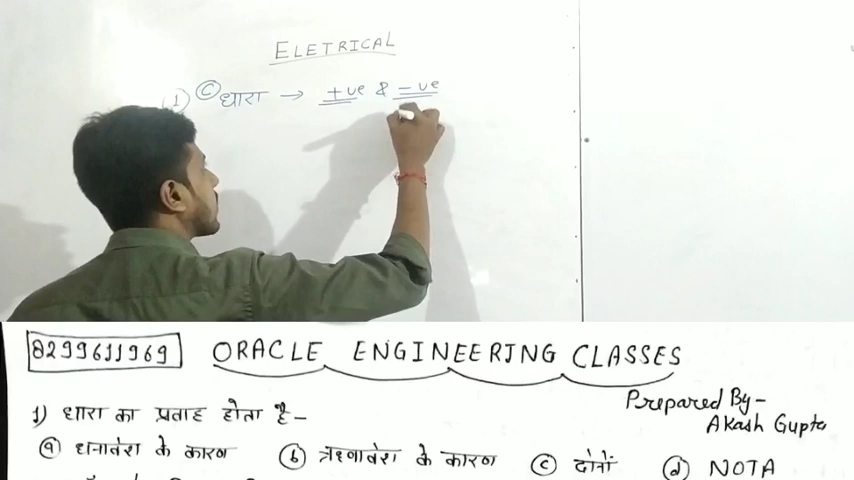 ELETRICAL
1 C धारा → +ve & -ve
8299611969 ORACLE ENGINEERING CLASSES
Prepared By-
Akash Gupta
1) धारा का प्रवाह होता है-
(a) धनावेश के कारण (b) ऋणावेश के कारण (c) दोनों (d) NOTA